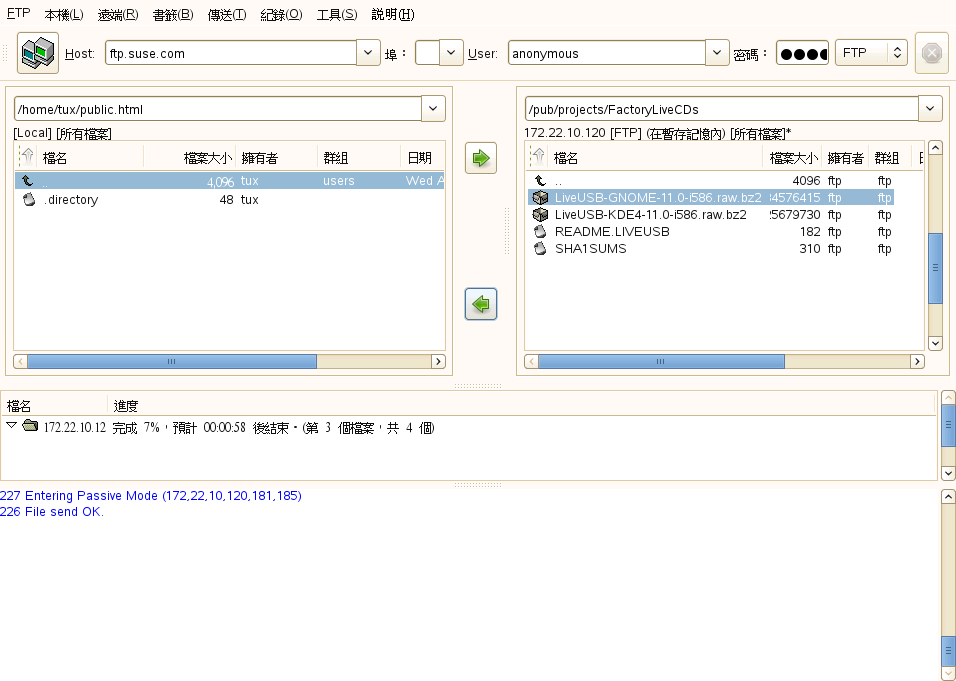 FTP 本機(L) 遠端(R) 書籤(B) 傳送(T) 紀錄(O) 工具(S) 說明(H)
Host: ftp.suse.com 埠： User: anonymous 密碼： ●●●● FTP
/home/tux/public.html
/pub/projects/FactoryLiveCDs
[Local] [所有檔案]
172.22.10.120 [FTP] (在暫存記憶內) [所有檔案]*
檔名 檔案大小 擁有者 群組 日期
檔名 檔案大小 擁有者 群組
.. 4,096 tux users Wed A
.directory 48 tux
.. 4096 ftp ftp
LiveUSB-GNOME-11.0-i586.raw.bz2 34576415 ftp ftp
LiveUSB-KDE4-11.0-i586.raw.bz2 25679730 ftp ftp
README.LIVEUSB 182 ftp ftp
SHA1SUMS 310 ftp ftp
檔名 進度
172.22.10.12 完成 7%，預計 00:00:58 後結束。(第 3 個檔案，共 4 個)
227 Entering Passive Mode (172,22,10,120,181,185)
226 File send OK.